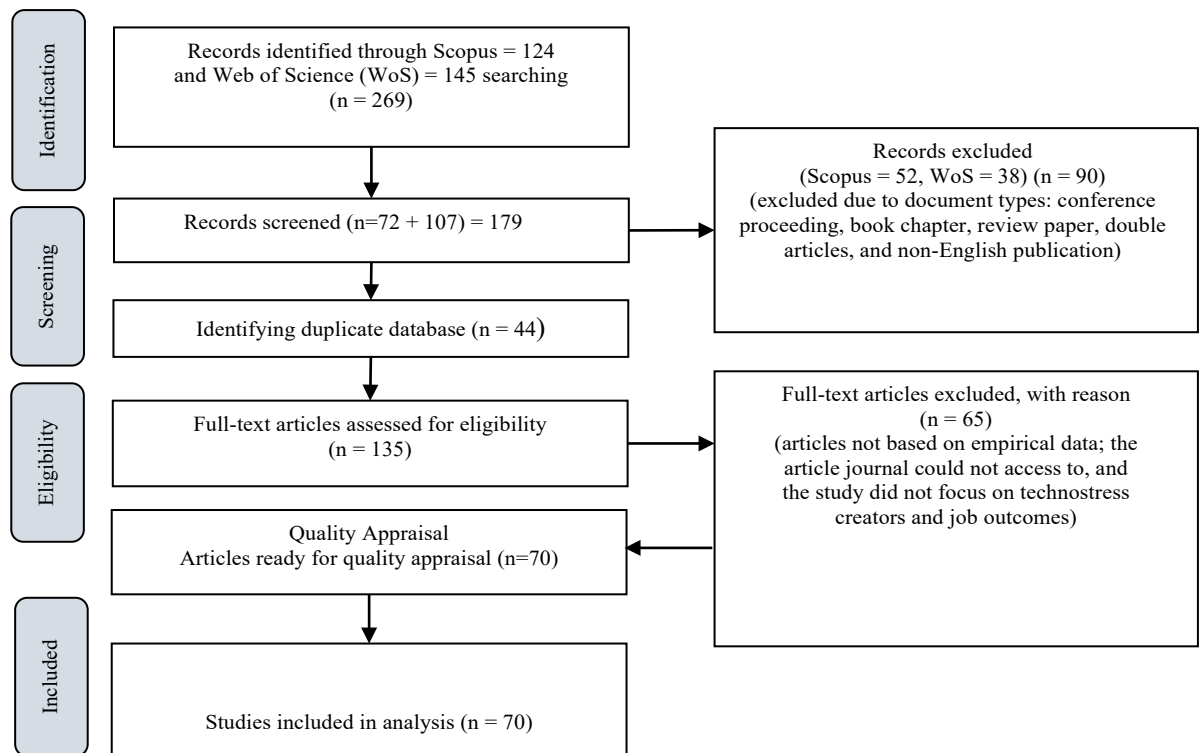 Identification
Records identified through Scopus = 124
and Web of Science (WoS) = 145 searching
(n = 269)
Records excluded
(Scopus = 52, WoS = 38) (n = 90)
(excluded due to document types: conference
proceeding, book chapter, review paper, double
articles, and non-English publication)
Screening
Records screened (n=72 + 107) = 179
Identifying duplicate database (n = 44)
Eligibility
Full-text articles assessed for eligibility
(n = 135)
Full-text articles excluded, with reason
(n = 65)
(articles not based on empirical data; the
article journal could not access to, and
the study did not focus on technostress
creators and job outcomes)
Quality Appraisal
Articles ready for quality appraisal (n=70)
Included
Studies included in analysis (n = 70)